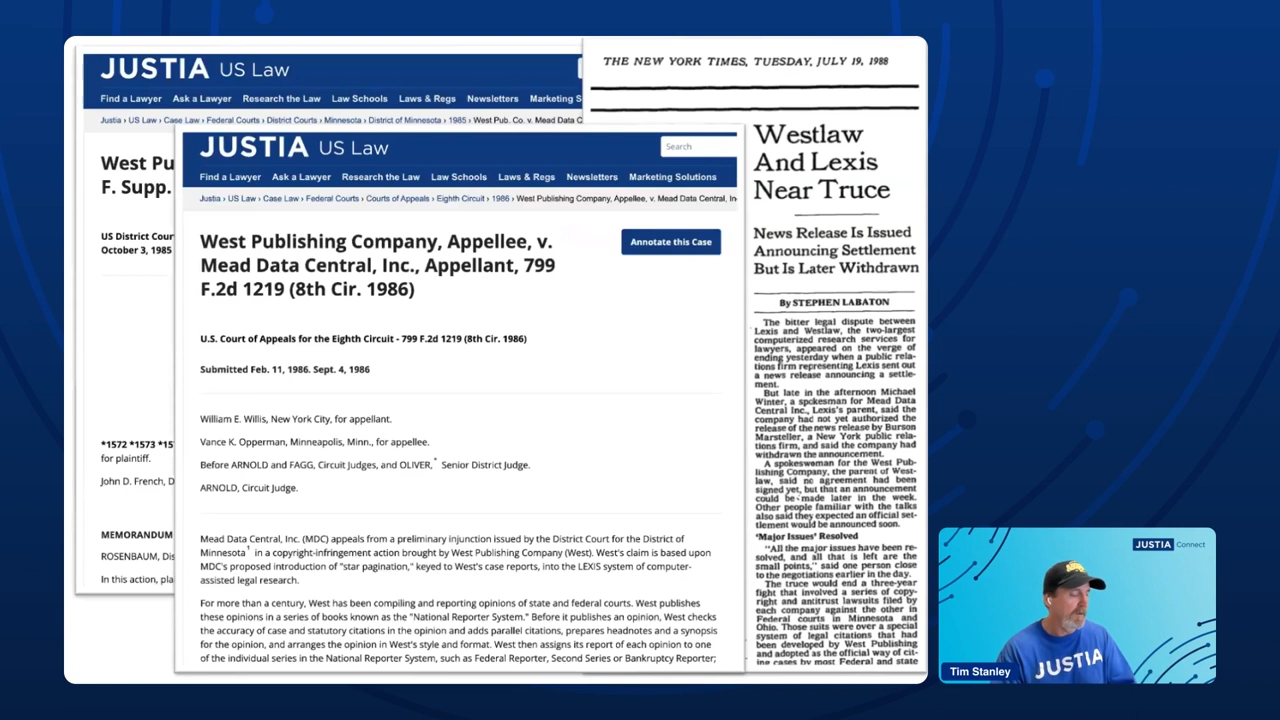 JUSTIA US Law
Find a Lawyer Ask a Lawyer Research the Law Law Schools Laws & Regs Newsletters Marketing S
Justia › US Law › Case Law › Federal Courts › District Courts › Minnesota › District of Minnesota › 1985 › West Pub. Co. v. Mead Data C
West Pu
F. Supp.
US District Cour
October 3, 1985
*1572 *1573 *15
for plaintiff.
John D. French, D
MEMORANDUM
ROSENBAUM, Dis
In this action, pla
JUSTIA US Law
Search
Find a Lawyer Ask a Lawyer Research the Law Law Schools Laws & Regs Newsletters Marketing Solutions
Justia › US Law › Case Law › Federal Courts › Courts of Appeals › Eighth Circuit › 1986 › West Publishing Company, Appellee, v. Mead Data Central, In
West Publishing Company, Appellee, v.
Mead Data Central, Inc., Appellant, 799
F.2d 1219 (8th Cir. 1986)
Annotate this Case
U.S. Court of Appeals for the Eighth Circuit - 799 F.2d 1219 (8th Cir. 1986)
Submitted Feb. 11, 1986. Sept. 4, 1986
William E. Willis, New York City, for appellant.
Vance K. Opperman, Minneapolis, Minn., for appellee.
Before ARNOLD and FAGG, Circuit Judges, and OLIVER,* Senior District Judge.
ARNOLD, Circuit Judge.
Mead Data Central, Inc. (MDC) appeals from a preliminary injunction issued by the District Court for the District of
Minnesota1 in a copyright-infringement action brought by West Publishing Company (West). West's claim is based upon
MDC's proposed introduction of "star pagination," keyed to West's case reports, into the LEXIS system of computer-
assisted legal research.
For more than a century, West has been compiling and reporting opinions of state and federal courts. West publishes
these opinions in a series of books known as the "National Reporter System." Before it publishes an opinion, West checks
the accuracy of case and statutory citations in the opinion and adds parallel citations, prepares headnotes and a synopsis
for the opinion, and arranges the opinion in West's style and format. West then assigns its report of each opinion to one
of the individual series in the National Reporter System, such as Federal Reporter, Second Series or Bankruptcy Reporter;
THE NEW YORK TIMES, TUESDAY, JULY 19, 1988
Westlaw
And Lexis
Near Truce
News Release Is Issued
Announcing Settlement
But Is Later Withdrawn
By STEPHEN LABATON
The bitter legal dispute between
Lexis and Westlaw, the two-largest
computerized research services for
lawyers, appeared on the verge of
ending yesterday when a public rela-
tions firm representing Lexis sent out
a news release announcing a settle-
ment.
But late in the afternoon Michael
Winter, a spokesman for Mead Data
Central Inc., Lexis's parent, said the
company had not yet authorized the
release of the news release by Burson
Marsteller, a New York public rela-
tions firm, and said the company had
withdrawn the announcement.
A spokeswoman for the West Pub-
lishing Company, the parent of West-
law, said no agreement had been
signed yet, but that an announcement
could be made later in the week.
Other people familiar with the talks
also said they expected an official set-
tlement would be announced soon.
'Major Issues' Resolved
"All the major issues have been re-
solved, and all that is left are the
small points," said one person close
to the negotiations earlier in the day.
The truce would end a three-year
fight that involved a series of copy-
right and antitrust lawsuits filed by
each company against the other in
Federal courts in Minnesota and
Ohio. Those suits were over a special
system of legal citations that had
been developed by West Publishing
and adopted as the official way of cit-
ing cases by most Federal and state
JUSTIA Connect
JUSTIA
Tim Stanley